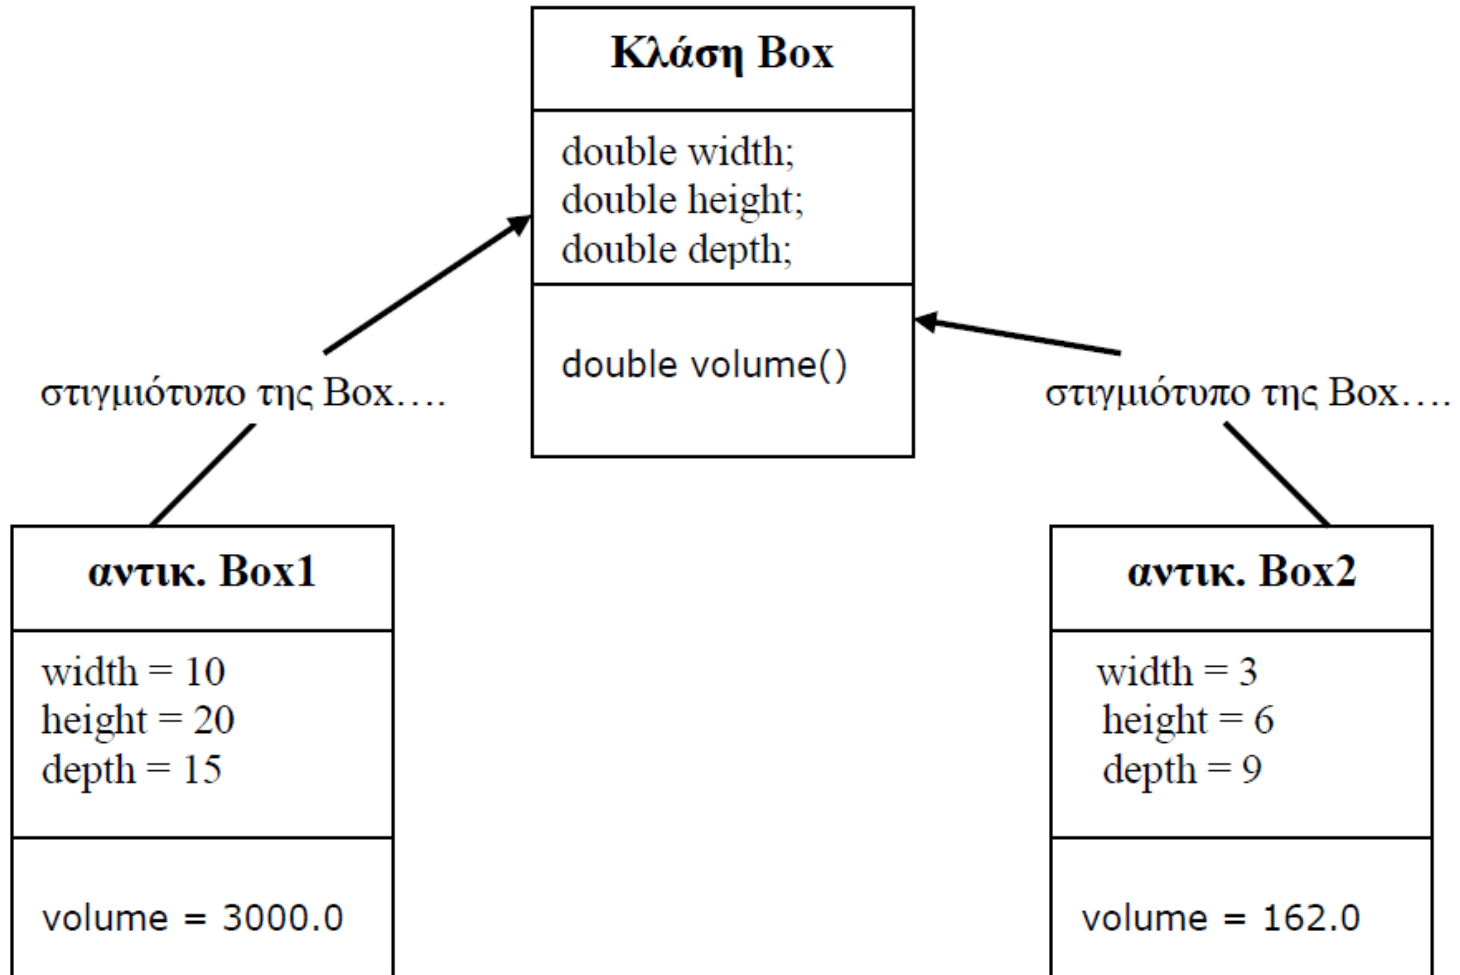 Κλάση Box
double width;
double height;
double depth;
double volume()
στιγμιότυπο της Box….
στιγμιότυπο της Box….
αντικ. Box1
width = 10
height = 20
depth = 15
volume = 3000.0
αντικ. Box2
width = 3
height = 6
depth = 9
volume = 162.0